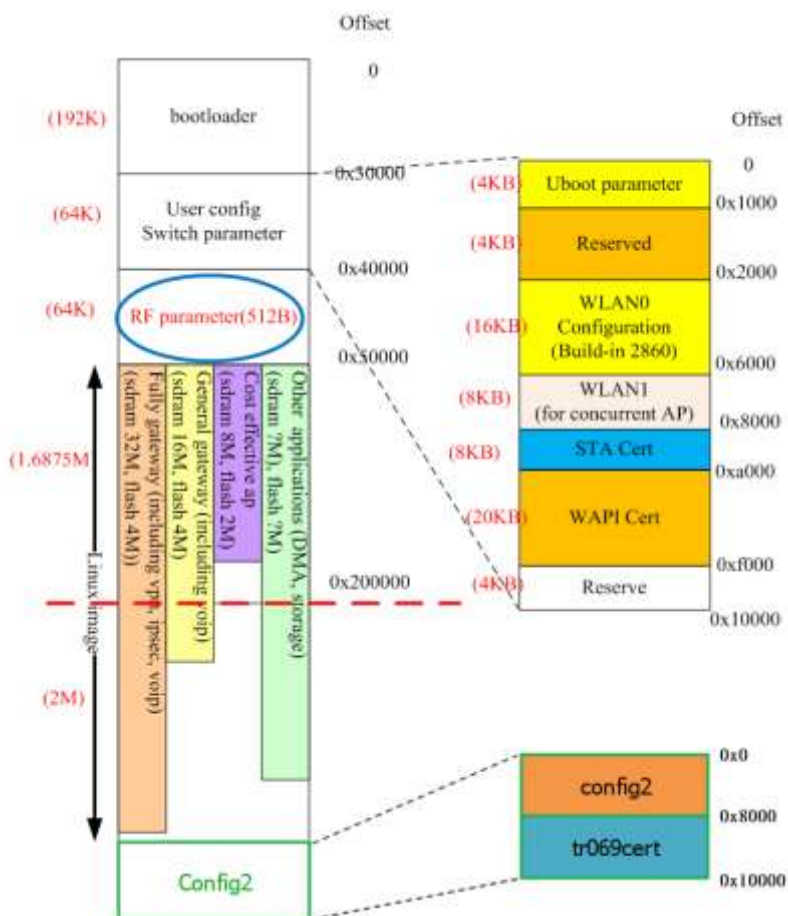 Offset
0
(192K)
bootloader
0x30000
(64K)
User config
Switch parameter
0x40000
(64K)
RF parameter(512B)
0x50000
(1.6875M
Linux image
(2M)
Fully gateway (including vpn, ipsec, voip)
(sdram 32M, flash 4M))
General gateway (including voip)
(sdram 16M, flash 4M)
Cost effective ap
(sdram 8M, flash 2M)
Other applications (DMA, storage)
(sdram ?M), flash ?M)
0x200000
Config2
Offset
0
(4KB)
Uboot parameter
0x1000
(4KB)
Reserved
0x2000
(16KB)
WLAN0
Configuration
(Build-in 2860)
0x6000
(8KB)
WLAN1
(for concurrent AP)
0x8000
(8KB)
STA Cert
0xa000
(20KB)
WAPI Cert
0xf000
(4KB)
Reserve
0x10000
0x0
config2
0x8000
tr069cert
0x10000